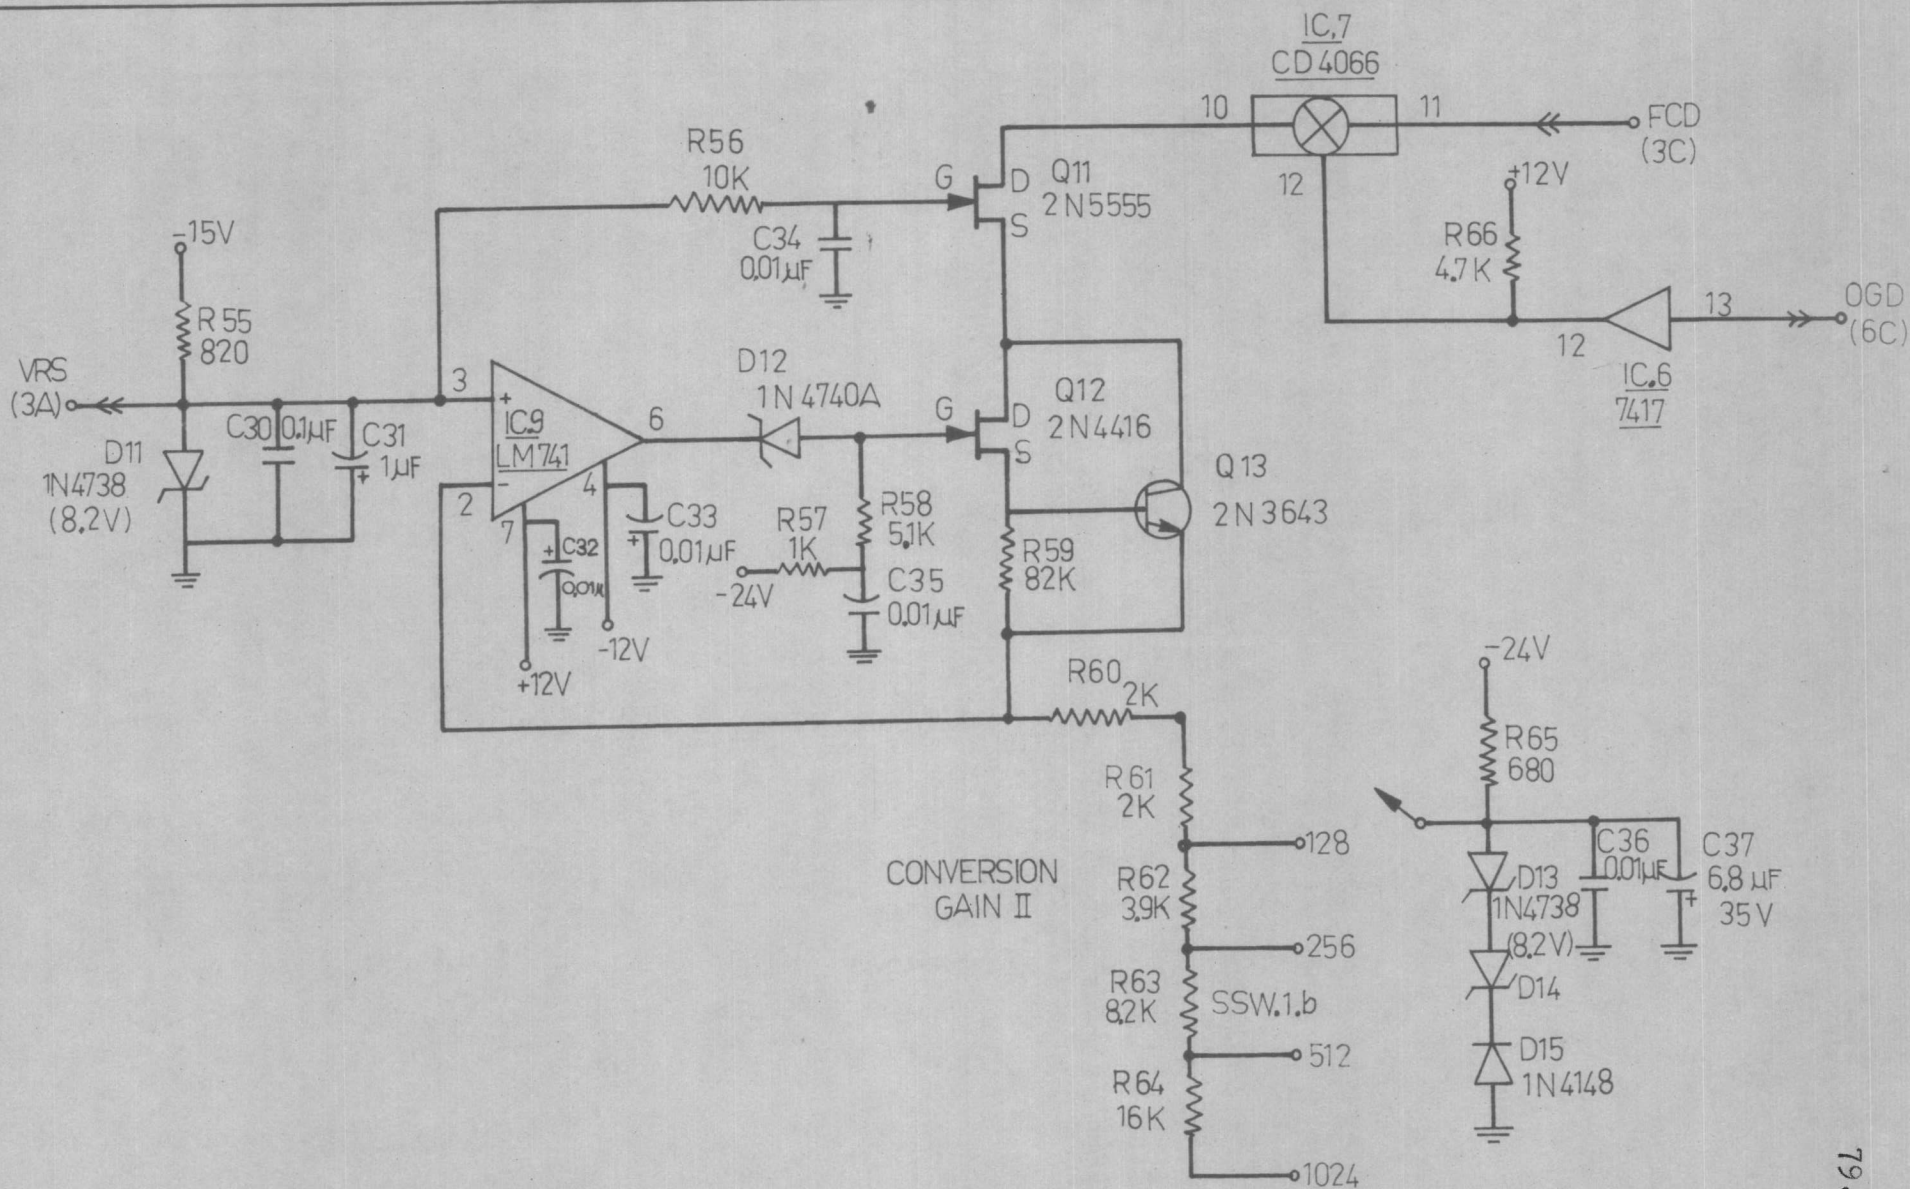 IC,7
CD4066
10
11
FCD
(3C)
12
+12V
R66
4.7K
13
OGD
(6C)
12
IC.6
7417
R56
10K
G
D
S
Q11
2N5555
C34
0.01µF
-15V
R55
820
VRS
(3A)
D11
1N4738
(8.2V)
C30
0.1µF
C31
1µF
+
3
+
IC.9
LM741
-
2
6
4
7
D12
1N4740A
G
D
S
Q12
2N4416
Q13
2N3643
C33
0.01µF
+
+
C32
0.01µ
+12V
-12V
R57
1K
-24V
R58
5.1K
C35
0.01µF
R59
82K
R60
2K
R61
2K
128
CONVERSION
GAIN II
R62
3.9K
256
R63
8.2K
SSW.1.b
512
R64
16K
1024
-24V
R65
680
D13
1N4738
(8.2V)
D14
D15
1N4148
C36
0.01µF
C37
6.8 µF
35V
+
79